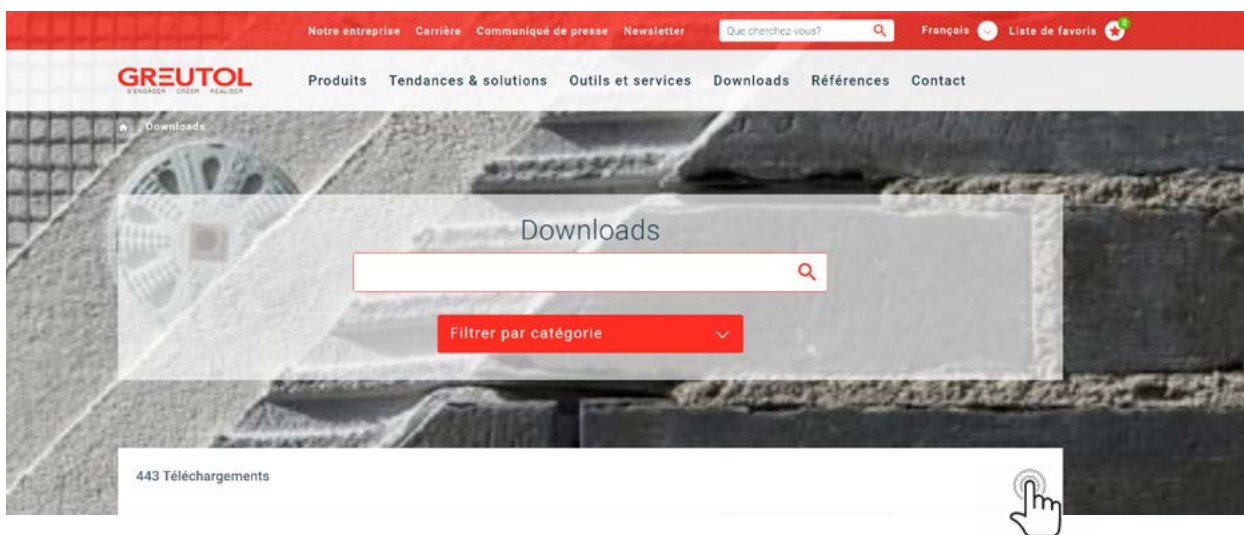 Notre entreprise Carrière Communiqué de presse Newsletter Que cherchez-vous? Français Liste de favoris 0
GREUTOL Produits Tendances & solutions Outils et services Downloads Références Contact
S'ENGAGER CRÉER RÉALISER
Downloads
Downloads
Filtrer par catégorie
443 Téléchargements